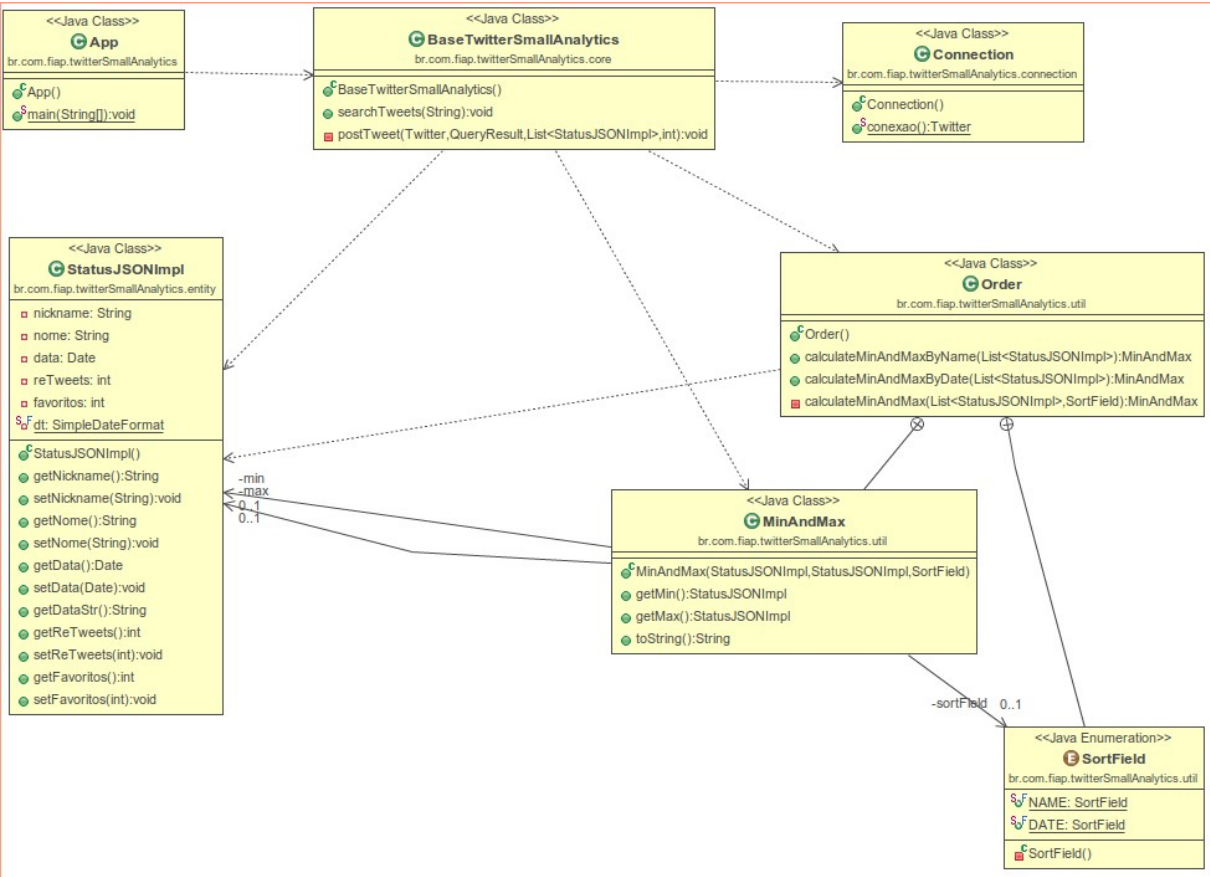 <<Java Class>>
App
br.com.fiap.twitterSmallAnalytics
App()
main(String[]):void
<<Java Class>>
BaseTwitterSmallAnalytics
br.com.fiap.twitterSmallAnalytics.core
BaseTwitterSmallAnalytics()
searchTweets(String):void
postTweet(Twitter,QueryResult,List<StatusJSONImpl>,int):void
<<Java Class>>
Connection
br.com.fiap.twitterSmallAnalytics.connection
Connection()
conexao():Twitter
<<Java Class>>
StatusJSONImpl
br.com.fiap.twitterSmallAnalytics.entity
nickname: String
nome: String
data: Date
reTweets: int
favoritos: int
dt: SimpleDateFormat
StatusJSONImpl()
getNickname():String
setNickname(String):void
getNome():String
setNome(String):void
getData():Date
setData(Date):void
getDataStr():String
getReTweets():int
setReTweets(int):void
getFavoritos():int
setFavoritos(int):void
<<Java Class>>
Order
br.com.fiap.twitterSmallAnalytics.util
Order()
calculateMinAndMaxByName(List<StatusJSONImpl>):MinAndMax
calculateMinAndMaxByDate(List<StatusJSONImpl>):MinAndMax
calculateMinAndMax(List<StatusJSONImpl>,SortField):MinAndMax
-min
-max
0..1
0..1
<<Java Class>>
MinAndMax
br.com.fiap.twitterSmallAnalytics.util
MinAndMax(StatusJSONImpl,StatusJSONImpl,SortField)
getMin():StatusJSONImpl
getMax():StatusJSONImpl
toString():String
-sortField 0..1
<<Java Enumeration>>
SortField
br.com.fiap.twitterSmallAnalytics.util
NAME: SortField
DATE: SortField
SortField()